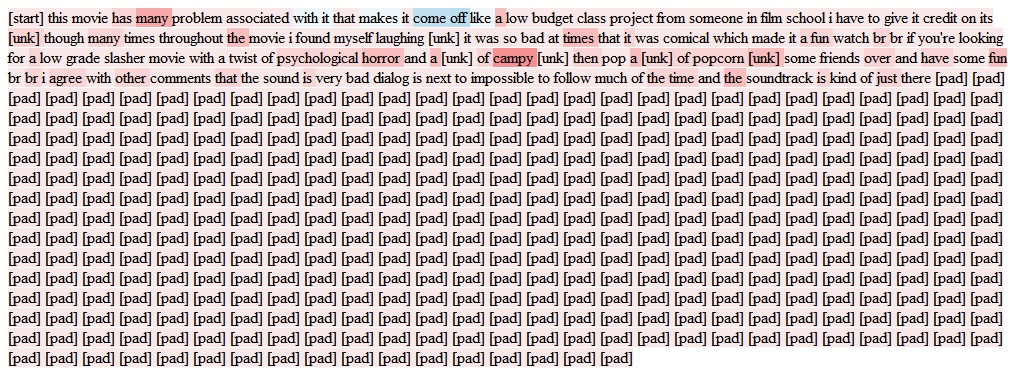 [start] this movie has many problem associated with it that makes it come off like a low budget class project from someone in film school i have to give it credit on its
[unk] though many times throughout the movie i found myself laughing [unk] it was so bad at times that it was comical which made it a fun watch br br if you're looking
for a low grade slasher movie with a twist of psychological horror and a [unk] of campy [unk] then pop a [unk] of popcorn [unk] some friends over and have some fun
br br i agree with other comments that the sound is very bad dialog is next to impossible to follow much of the time and the soundtrack is kind of just there [pad] [pad]
[pad] [pad] [pad] [pad] [pad] [pad] [pad] [pad] [pad] [pad] [pad] [pad] [pad] [pad] [pad] [pad] [pad] [pad] [pad] [pad] [pad] [pad] [pad] [pad] [pad] [pad] [pad]
[pad] [pad] [pad] [pad] [pad] [pad] [pad] [pad] [pad] [pad] [pad] [pad] [pad] [pad] [pad] [pad] [pad] [pad] [pad] [pad] [pad] [pad] [pad] [pad] [pad] [pad] [pad]
[pad] [pad] [pad] [pad] [pad] [pad] [pad] [pad] [pad] [pad] [pad] [pad] [pad] [pad] [pad] [pad] [pad] [pad] [pad] [pad] [pad] [pad] [pad] [pad] [pad] [pad] [pad]
[pad] [pad] [pad] [pad] [pad] [pad] [pad] [pad] [pad] [pad] [pad] [pad] [pad] [pad] [pad] [pad] [pad] [pad] [pad] [pad] [pad] [pad] [pad] [pad] [pad] [pad] [pad]
[pad] [pad] [pad] [pad] [pad] [pad] [pad] [pad] [pad] [pad] [pad] [pad] [pad] [pad] [pad] [pad] [pad] [pad] [pad] [pad] [pad] [pad] [pad] [pad] [pad] [pad] [pad]
[pad] [pad] [pad] [pad] [pad] [pad] [pad] [pad] [pad] [pad] [pad] [pad] [pad] [pad] [pad] [pad] [pad] [pad] [pad] [pad] [pad] [pad] [pad] [pad] [pad] [pad] [pad]
[pad] [pad] [pad] [pad] [pad] [pad] [pad] [pad] [pad] [pad] [pad] [pad] [pad] [pad] [pad] [pad] [pad] [pad] [pad] [pad] [pad] [pad] [pad] [pad] [pad] [pad] [pad]
[pad] [pad] [pad] [pad] [pad] [pad] [pad] [pad] [pad] [pad] [pad] [pad] [pad] [pad] [pad] [pad] [pad] [pad] [pad] [pad] [pad] [pad] [pad] [pad] [pad] [pad] [pad]
[pad] [pad] [pad] [pad] [pad] [pad] [pad] [pad] [pad] [pad] [pad] [pad] [pad] [pad] [pad] [pad] [pad] [pad] [pad] [pad] [pad] [pad] [pad] [pad] [pad] [pad] [pad]
[pad] [pad] [pad] [pad] [pad] [pad] [pad] [pad] [pad] [pad] [pad] [pad] [pad] [pad] [pad] [pad] [pad] [pad] [pad] [pad] [pad] [pad] [pad] [pad] [pad] [pad] [pad]
[pad] [pad] [pad] [pad] [pad] [pad] [pad] [pad] [pad] [pad] [pad] [pad] [pad] [pad] [pad] [pad] [pad] [pad] [pad] [pad] [pad] [pad] [pad] [pad] [pad] [pad] [pad]
[pad] [pad] [pad] [pad] [pad] [pad] [pad] [pad] [pad] [pad] [pad] [pad] [pad] [pad] [pad] [pad] [pad] [pad] [pad] [pad] [pad] [pad] [pad] [pad] [pad] [pad] [pad]
[pad] [pad] [pad] [pad] [pad] [pad] [pad] [pad] [pad] [pad] [pad] [pad] [pad] [pad] [pad] [pad] [pad] [pad] [pad] [pad] [pad] [pad] [pad] [pad] [pad] [pad] [pad]
[pad] [pad] [pad] [pad] [pad] [pad] [pad] [pad] [pad] [pad] [pad] [pad] [pad] [pad] [pad] [pad] [pad]